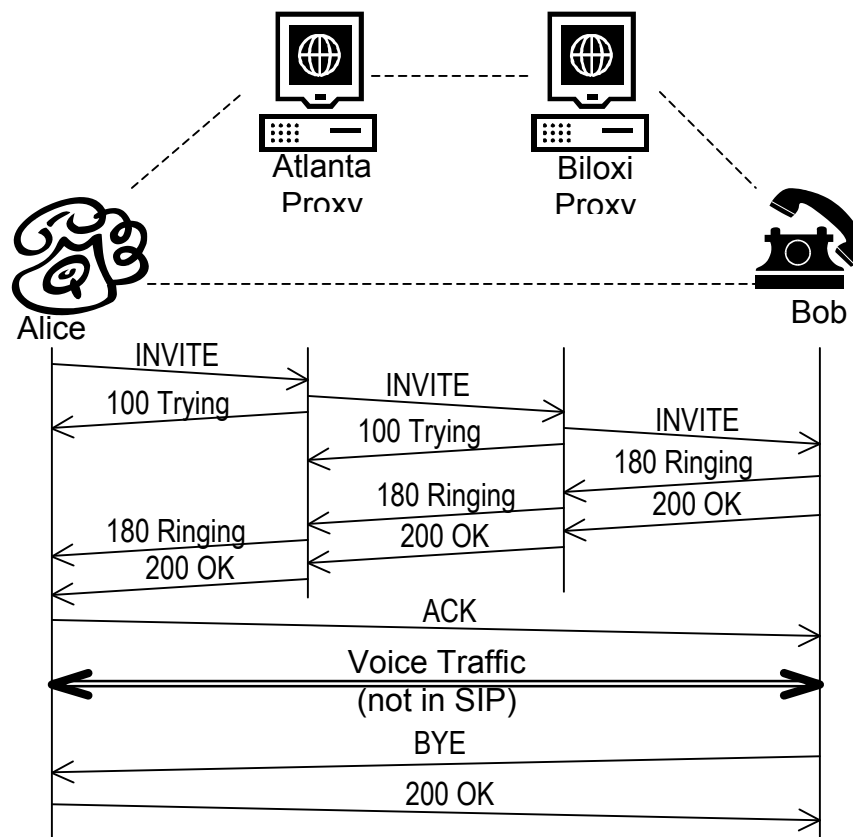 Atlanta
Proxy
Biloxi
Proxy
Alice
Bob
INVITE
INVITE
100 Trying
INVITE
100 Trying
180 Ringing
180 Ringing
200 OK
180 Ringing
200 OK
200 OK
ACK
Voice Traffic
(not in SIP)
BYE
200 OK